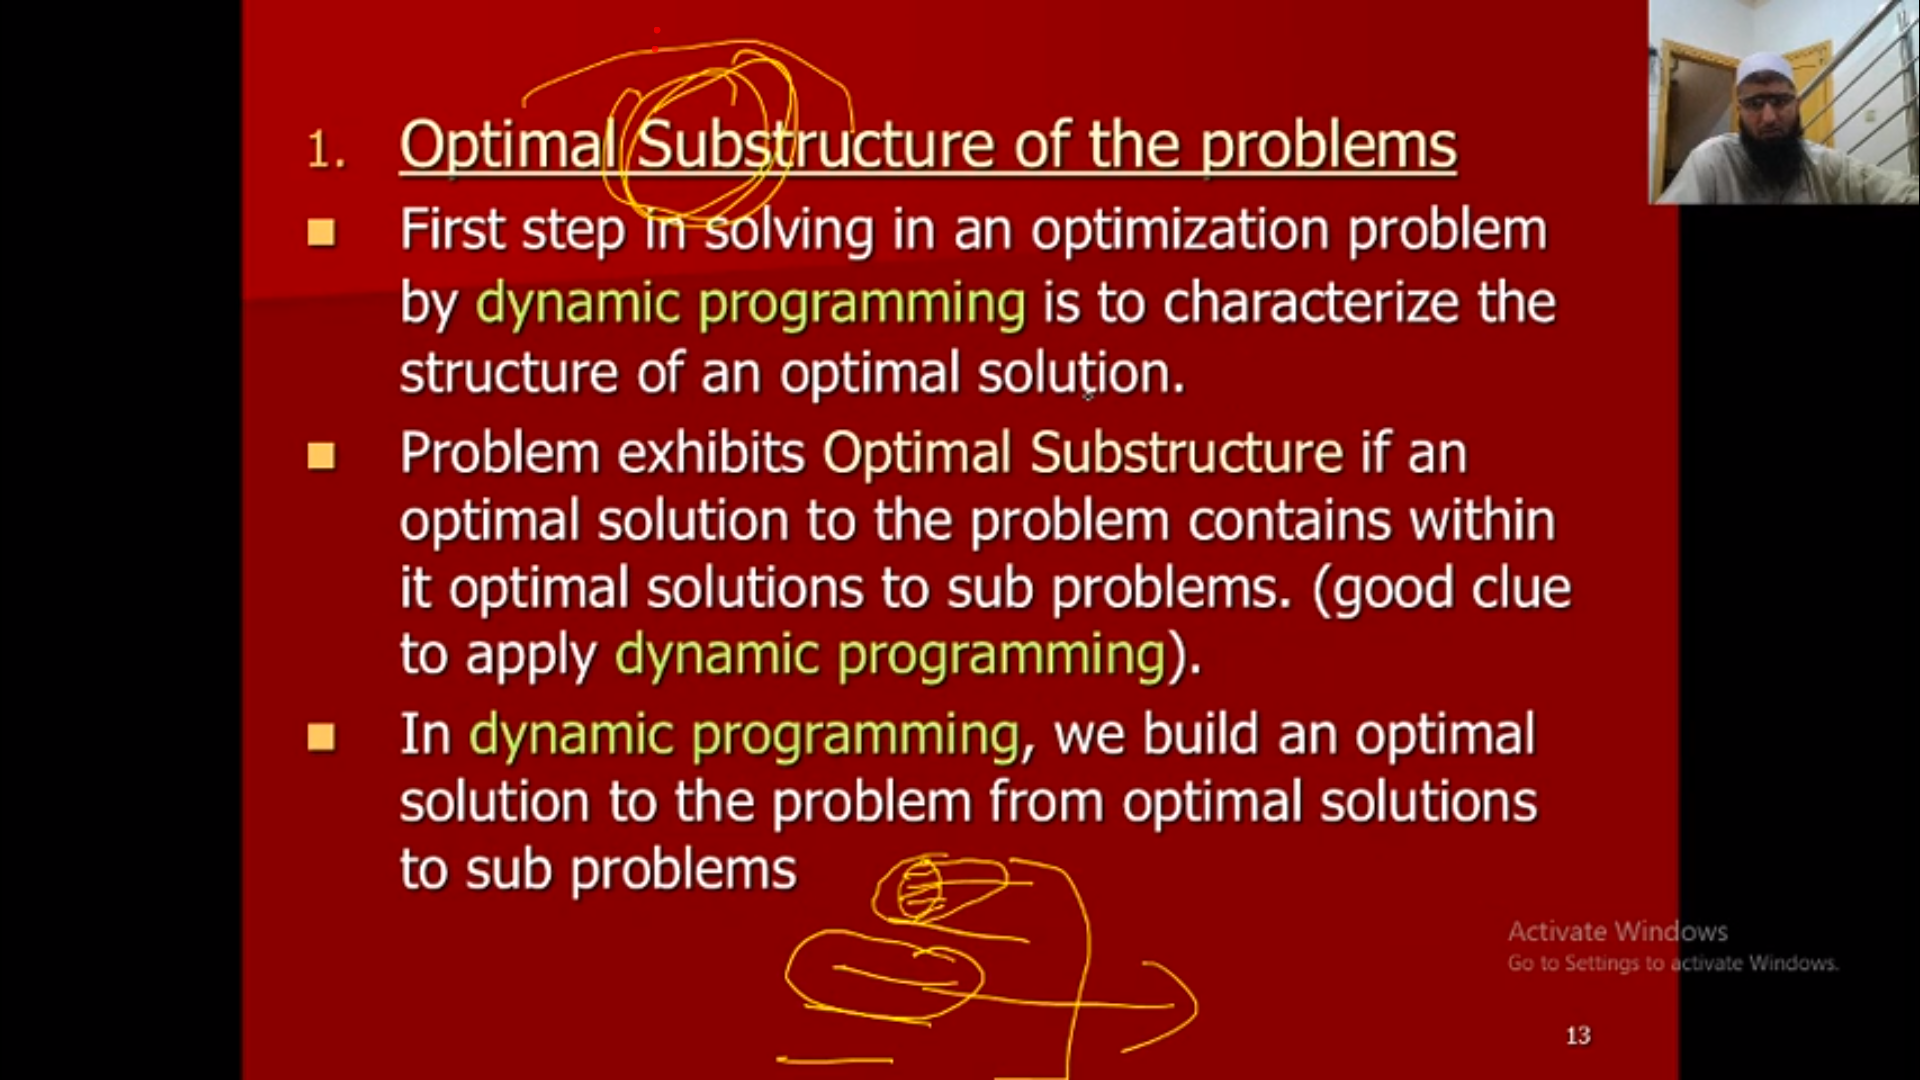 1. Optimal Substructure of the problems
First step in solving in an optimization problem
by dynamic programming is to characterize the
structure of an optimal solution.
Problem exhibits Optimal Substructure if an
optimal solution to the problem contains within
it optimal solutions to sub problems. (good clue
to apply dynamic programming).
In dynamic programming, we build an optimal
solution to the problem from optimal solutions
to sub problems
Activate Windows
Go to Settings to activate Windows.
13